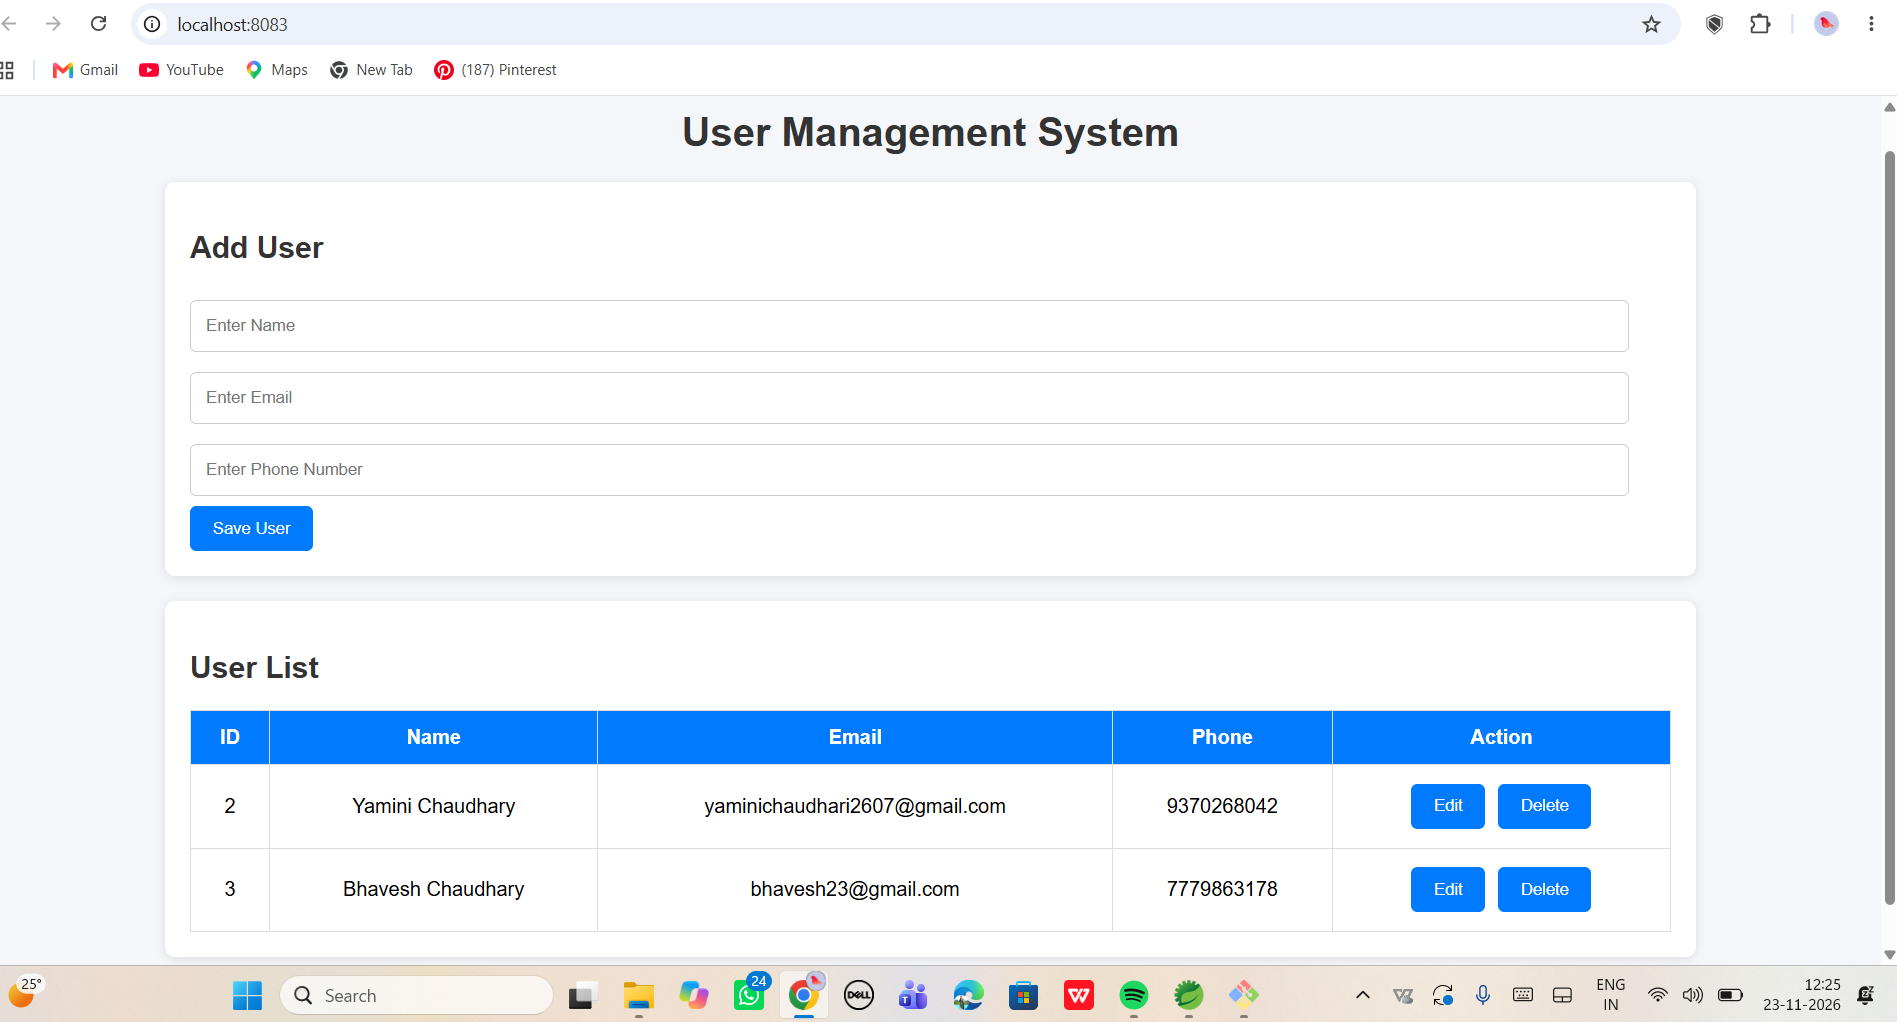 localhost:8083
Gmail YouTube Maps New Tab (187) Pinterest
User Management System
Add User
Enter Name
Enter Email
Enter Phone Number
Save User
User List
ID Name Email Phone Action
2 Yamini Chaudhary yaminichaudhari2607@gmail.com 9370268042 Edit Delete
3 Bhavesh Chaudhary bhavesh23@gmail.com 7779863178 Edit Delete
25°
Search
24
DELL
T
W
ENG
IN
12:25
23-11-2026